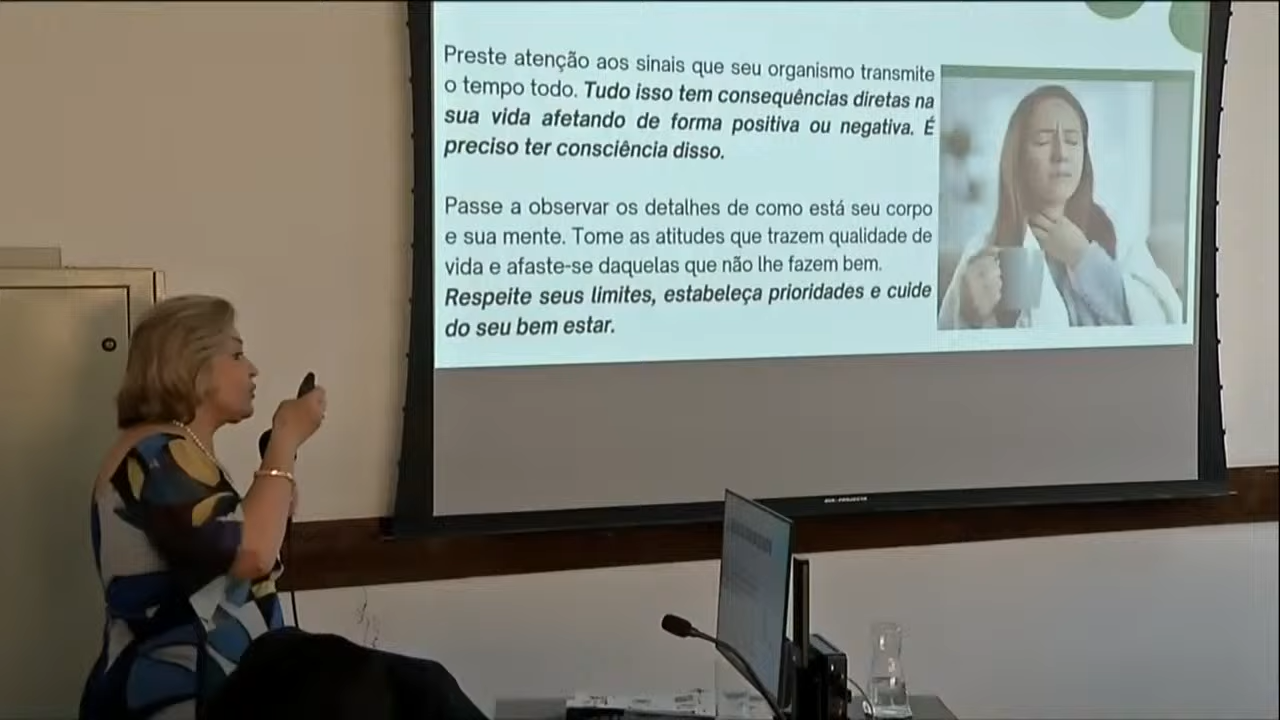 Preste atenção aos sinais que seu organismo transmite
o tempo todo. Tudo isso tem consequências diretas na
sua vida afetando de forma positiva ou negativa. É
preciso ter consciência disso.
Passe a observar os detalhes de como está seu corpo
e sua mente. Tome as atitudes que trazem qualidade de
vida e afaste-se daquelas que não lhe fazem bem.
Respeite seus limites, estabeleça prioridades e cuide
do seu bem estar.